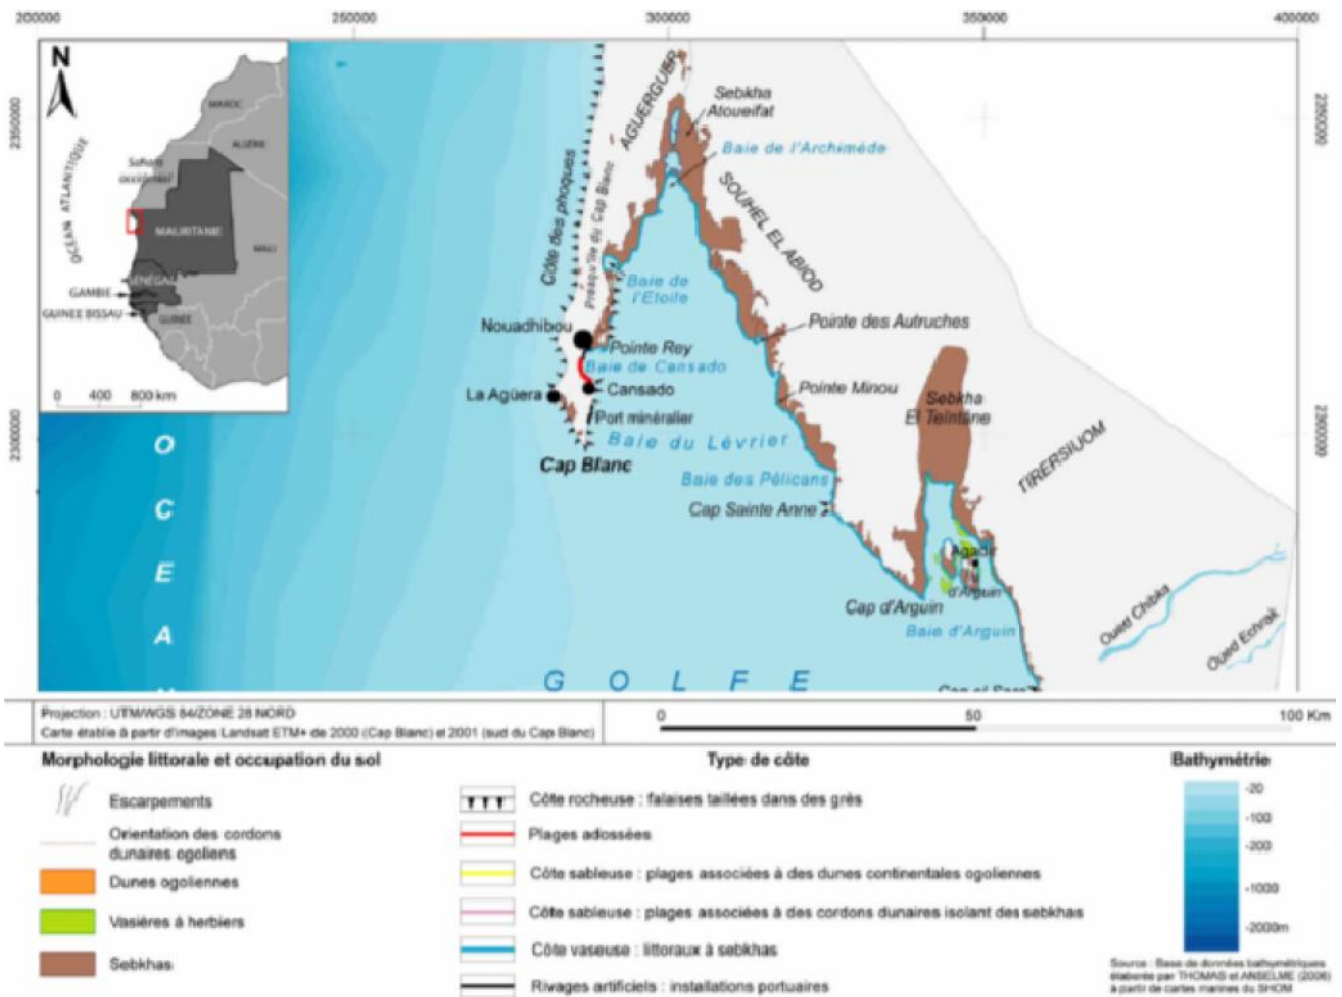 200000
250000
300000
350000
400000
2350000
2300000
2350000
2300000
N
OCEAN ATLANTIQUE
MAROC
ALGÉRIE
Sahara
occidental
MAURITANIE
MALI
SÉNÉGAL
GAMBIE
GUINEE BISSAU
GUINÉE
0 400 800 km
AGUERGUER
Sebkha
Atoueifat
Baie de l'Archimède
Côte des phoques
Presqu'île du Cap Blanc
SOUHEL EL ABIOD
Baie de
l'Etoile
Nouadhibou
Pointe des Autruches
Pointe Rey
Baie de Cansado
La Agüera
Cansado
Pointe Minou
Sebkha
El Teintâne
Port minéralier
Baie du Lévrier
Cap Blanc
TIRERSIUOM
Baie des Pélicans
Cap Sainte Anne
Agadir
d'Arguin
Cap d'Arguin
Baie d'Arguin
Oued Chibka
Oued Echrak
O
C
E
A
G O L F E
Projection : UTM/WGS 84/ZONE 28 NORD
Carte établie à partir d'images Landsat ETM+ de 2000 (Cap Blanc) et 2001 (sud du Cap Blanc)
0 50 100 Km
Morphologie littorale et occupation du sol
Escarpements
Orientation des cordons
dunaires ogoliens
Dunes ogoliennes
Vasières à herbiers
Sebkhas
Type de côte
Côte rocheuse : falaises taillées dans des grès
Plages adossées
Côte sableuse : plages associées à des dunes continentales ogoliennes
Côte sableuse : plages associées à des cordons dunaires isolant des sebkhas
Côte vaseuse : littoraux à sebkhas
Rivages artificiels : installations portuaires
Bathymétrie
-20
-100
-200
-1000
-2000m
Source : Base de données bathymétriques
élaborée par THOMAS et ANSELME (2006)
à partir de cartes marines du SHOM